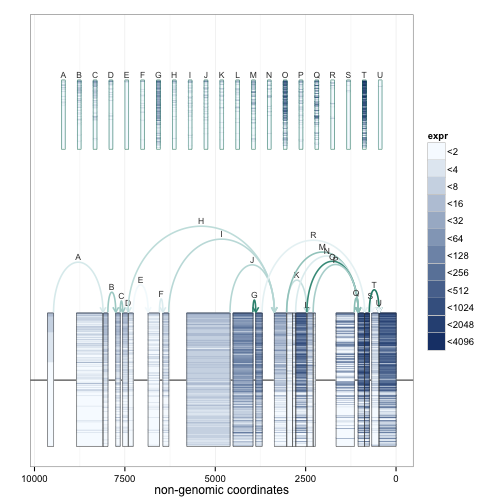 A B C D E F G H I J K L M N O P Q R S T U
expr
<2
<4
<8
<16
<32
<64
<128
<256
<512
<1024
<2048
<4096
H
I
R
M
N
A
J
K
B
E
F
G
C
D
Q
T
S
10000 7500 5000 2500 0
non-genomic coordinates